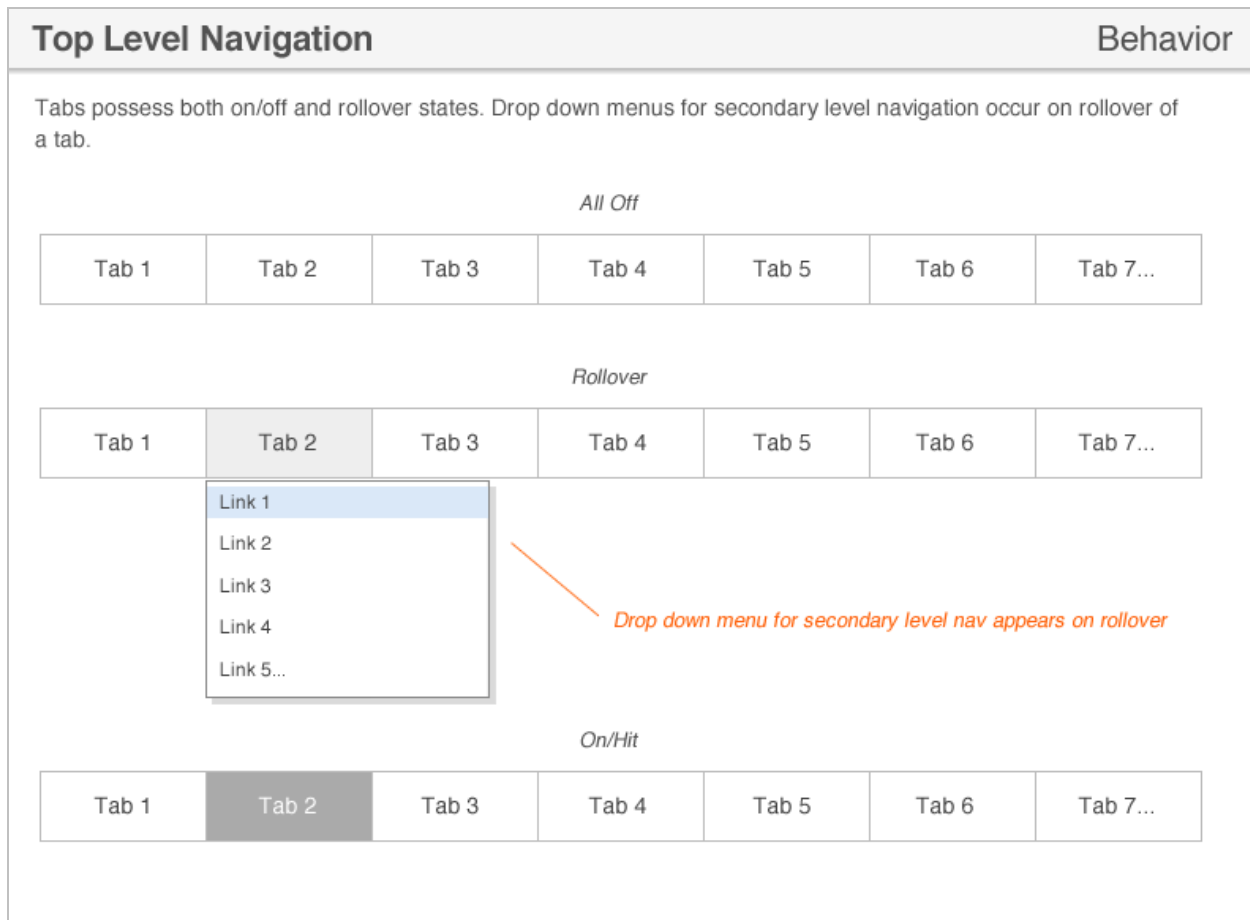 Top Level Navigation Behavior
Tabs possess both on/off and rollover states. Drop down menus for secondary level navigation occur on rollover of
a tab.
All Off
Tab 1 Tab 2 Tab 3 Tab 4 Tab 5 Tab 6 Tab 7...
Rollover
Tab 1 Tab 2 Tab 3 Tab 4 Tab 5 Tab 6 Tab 7...
Link 1
Link 2
Link 3
Link 4
Link 5...
Drop down menu for secondary level nav appears on rollover
On/Hit
Tab 1 Tab 2 Tab 3 Tab 4 Tab 5 Tab 6 Tab 7...